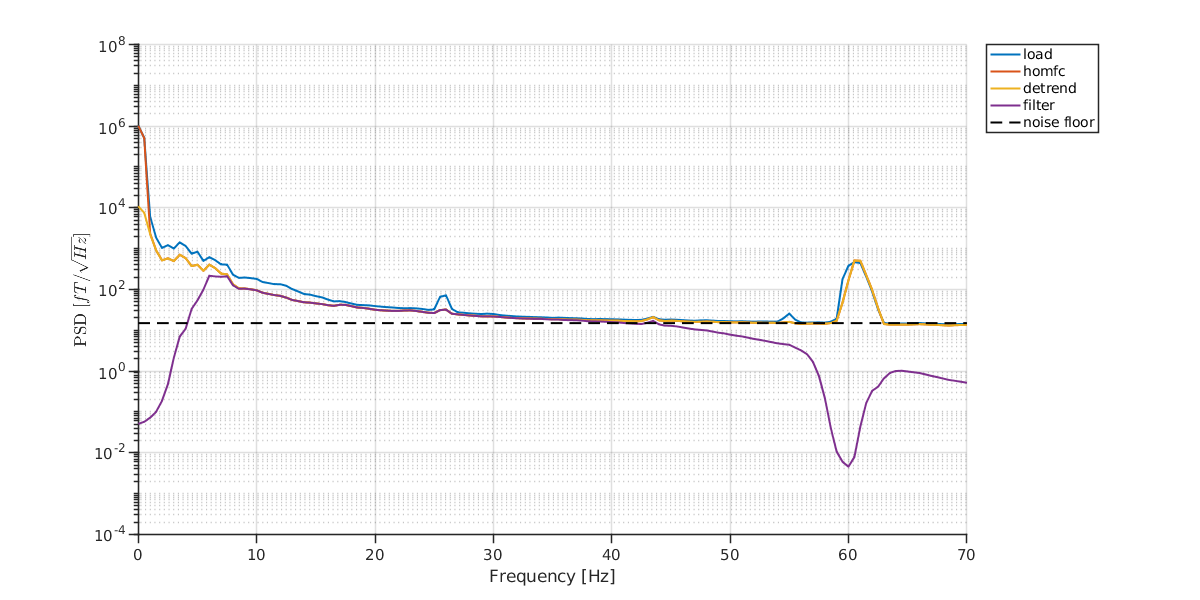 10^8
10^6
10^4
10^2
10^0
10^-2
10^-4
PSD [fT/√Hz]
0 10 20 30 40 50 60 70
Frequency [Hz]
load
homfc
detrend
filter
noise floor